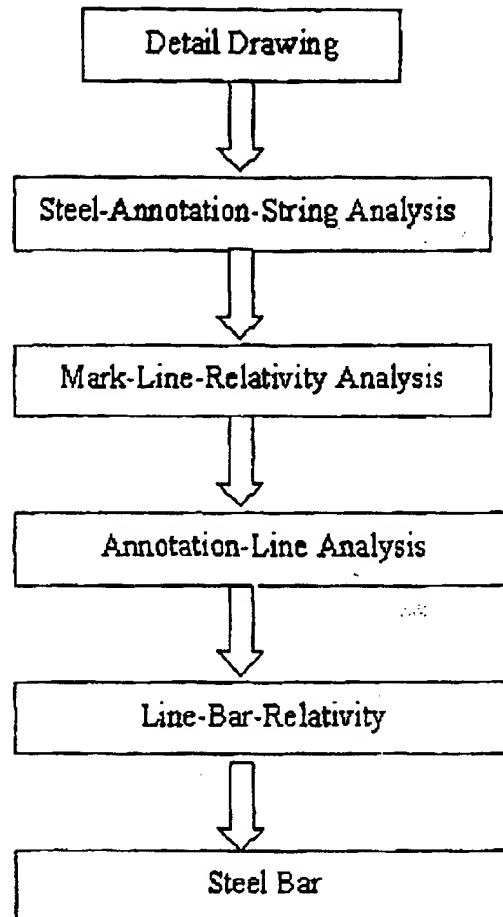 Detail Drawing
Steel-Annotation-String Analysis
Mark-Line-Relativity Analysis
Annotation-Line Analysis
Line-Bar-Relativity
Steel Bar